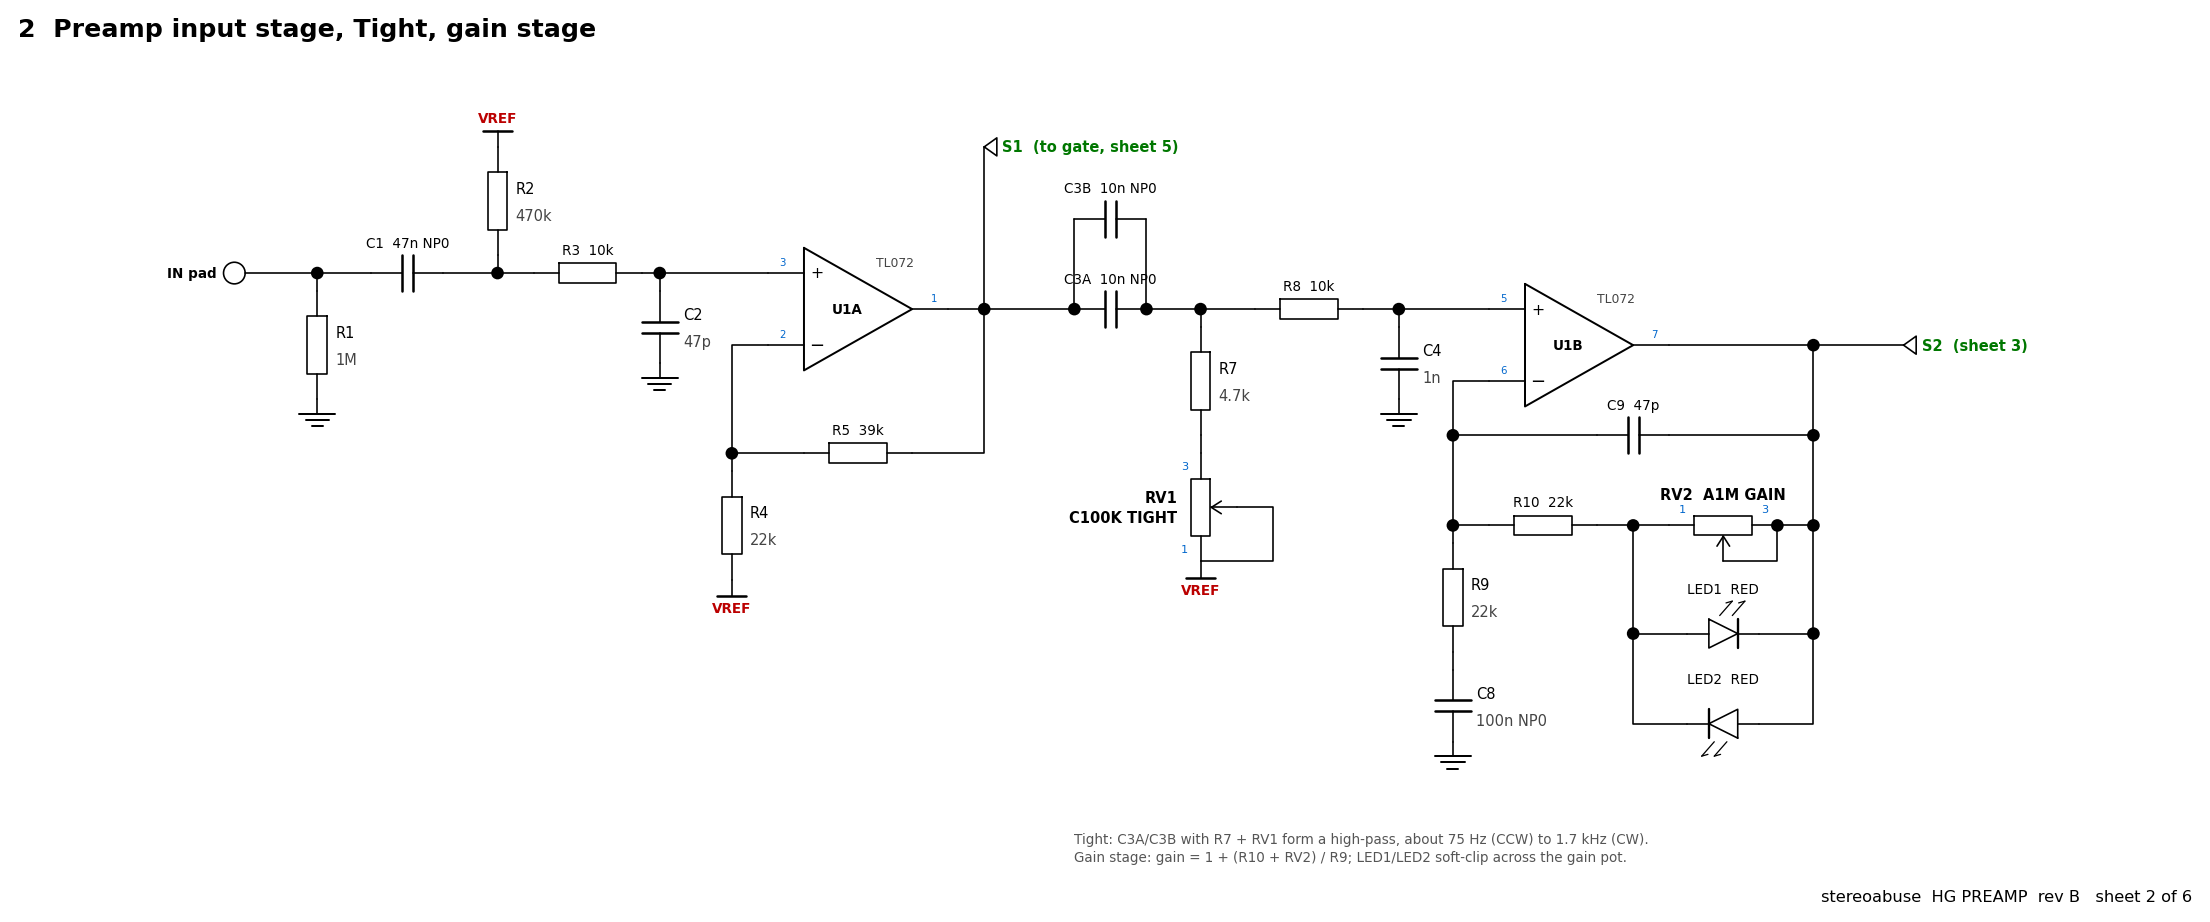 2  Preamp input stage, Tight, gain stage
VREF
S1  (to gate, sheet 5)
R2
470k
C3B  10n NP0
C1  47n NP0
R3  10k
IN pad
3
+
TL072
U1A
1
2
−
C3A  10n NP0
R8  10k
5
+
TL072
U1B
7
6
−
S2  (sheet 3)
R1
1M
C2
47p
C4
1n
R7
4.7k
C9  47p
R5  39k
3
RV1
C100K TIGHT
1
VREF
R4
22k
VREF
R10  22k
RV2  A1M GAIN
1
3
R9
22k
LED1  RED
LED2  RED
C8
100n NP0
Tight: C3A/C3B with R7 + RV1 form a high-pass, about 75 Hz (CCW) to 1.7 kHz (CW).
Gain stage: gain = 1 + (R10 + RV2) / R9; LED1/LED2 soft-clip across the gain pot.
stereoabuse  HG PREAMP  rev B   sheet 2 of 6